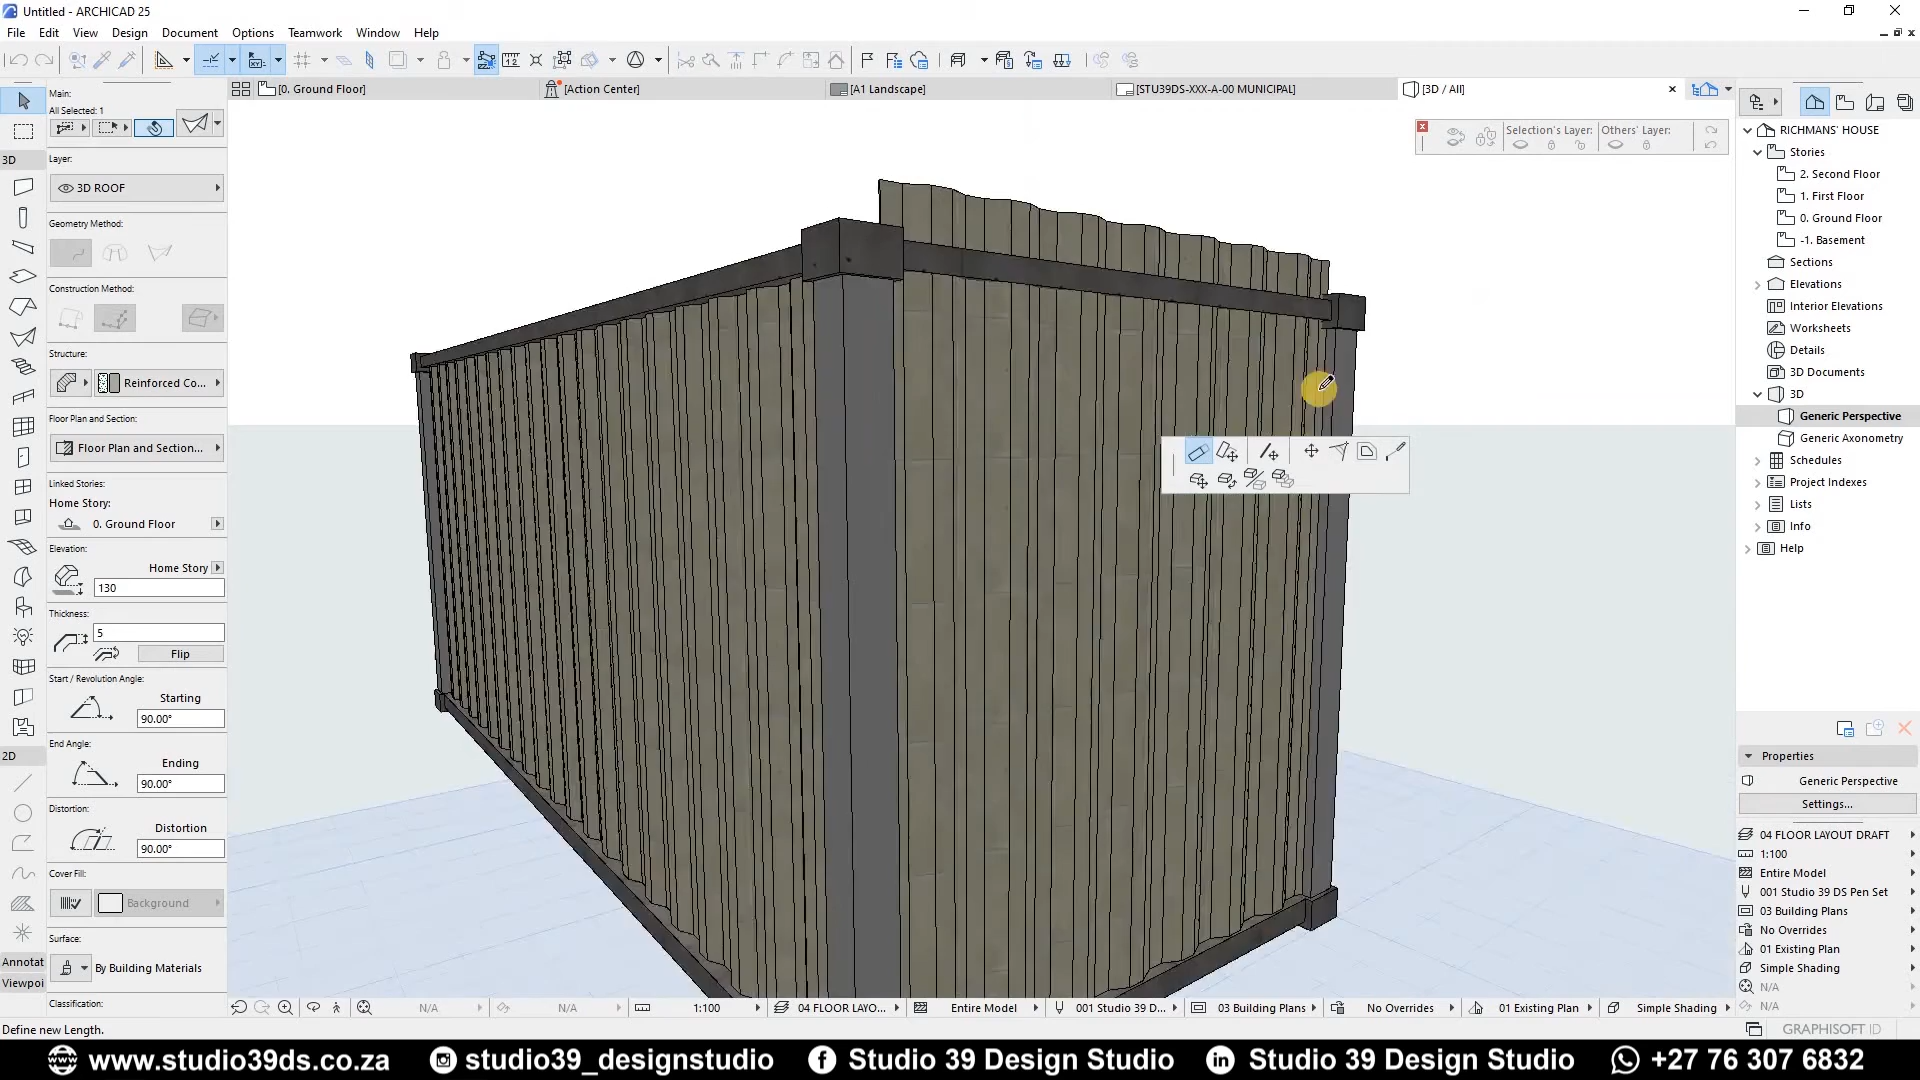 Untitled - ARCHICAD 25
File Edit View Design Document Options Teamwork Window Help
[0. Ground Floor] [Action Center] [A1 Landscape] [STU39DS-XXX-A-00 MUNICIPAL] [3D / All]
Main:
All Selected: 1
3D
Layer:
3D ROOF
Geometry Method:
Construction Method:
Structure:
Reinforced Co...
Floor Plan and Section:
Floor Plan and Section...
Linked Stories:
Home Story:
0. Ground Floor
Elevation:
Home Story
130
Thickness:
5
Flip
Start / Revolution Angle:
Starting
90.00°
End Angle:
Ending
90.00°
2D
Distortion:
Distortion
90.00°
Cover Fill:
Background
Surface:
By Building Materials
Annotat
Viewpoi
Classification:
Selection's Layer: Others' Layer:
RICHMANS' HOUSE
Stories
2. Second Floor
1. First Floor
0. Ground Floor
-1. Basement
Sections
Elevations
Interior Elevations
Worksheets
Details
3D Documents
3D
Generic Perspective
Generic Axonometry
Schedules
Project Indexes
Lists
Info
Help
Properties
Generic Perspective
Settings...
04 FLOOR LAYOUT DRAFT
1:100
Entire Model
001 Studio 39 DS Pen Set
03 Building Plans
No Overrides
01 Existing Plan
Simple Shading
N/A
N/A
N/A N/A 1:100 04 FLOOR LAYO... Entire Model 001 Studio 39 D... 03 Building Plans No Overrides 01 Existing Plan Simple Shading
Define new Length.
GRAPHISOFT ID
www.studio39ds.co.za studio39_designstudio Studio 39 Design Studio Studio 39 Design Studio +27 76 307 6832